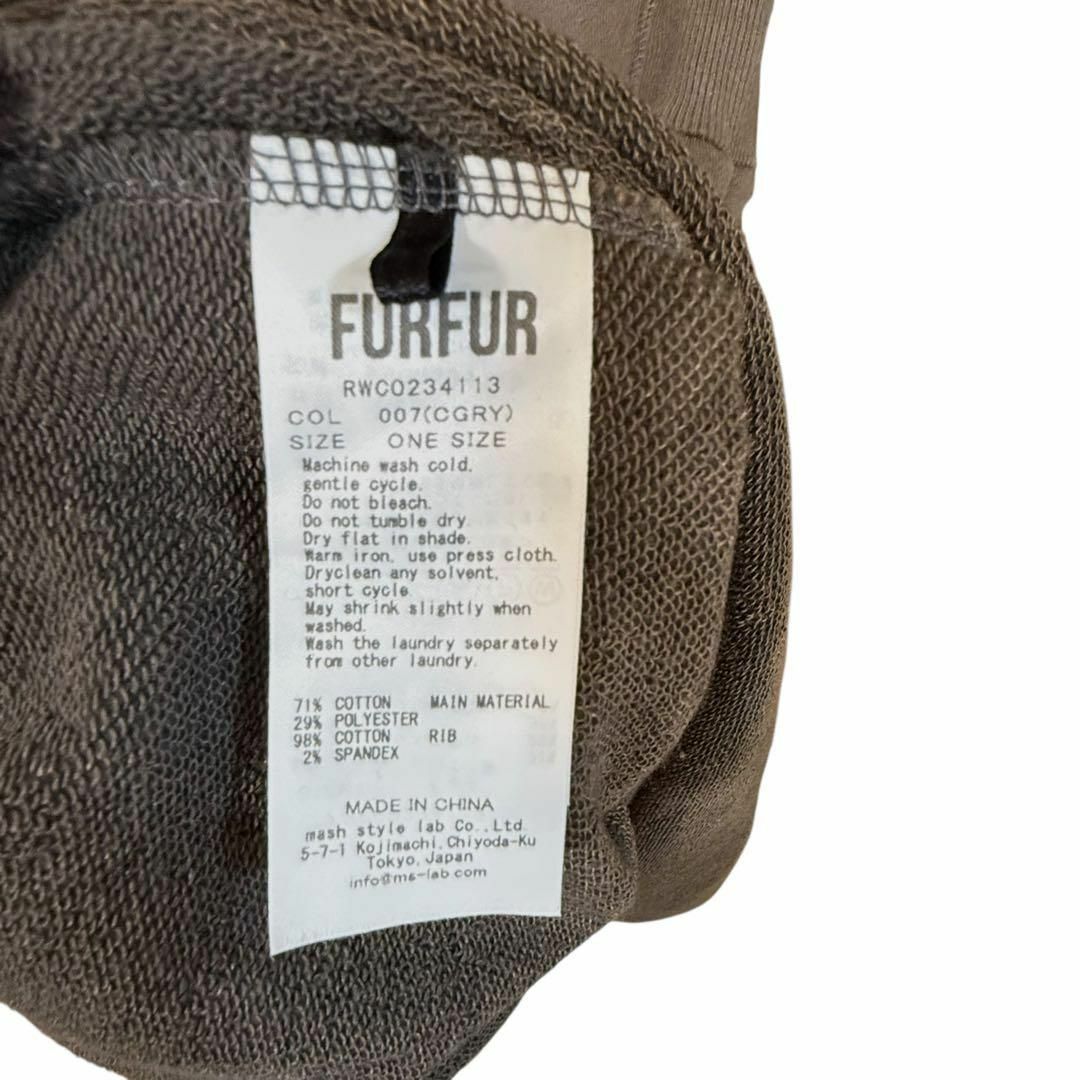 FURFUR
RWC0234113
COL 007(CGRY)
SIZE ONE SIZE
Machine wash cold,
gentle cycle.
Do not bleach.
Do not tumble dry.
Dry flat in shade.
Warm iron, use press cloth.
Dryclean any solvent,
short cycle.
May shrink slightly when
washed.
Wash the laundry separately
from other laundry.
71% COTTON MAIN MATERIAL
29% POLYESTER
98% COTTON RIB
2% SPANDEX
MADE IN CHINA
mash style lab Co.,Ltd.
5-7-1 Kojimachi,Chiyoda-Ku
Tokyo,Japan
info@ms-lab.com